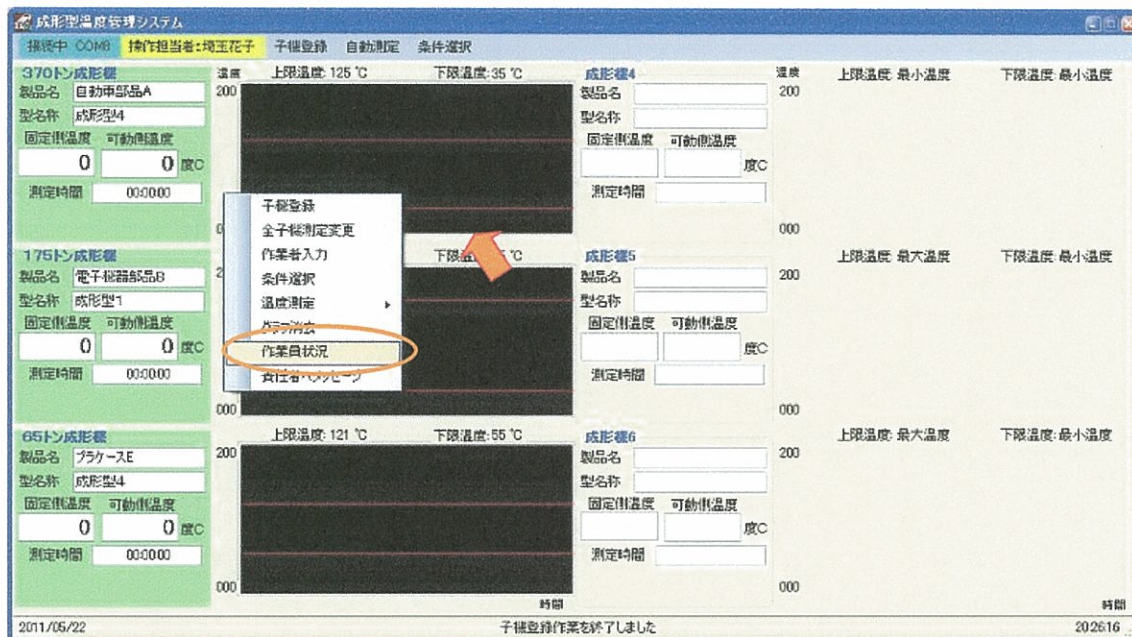 成形型温度管理システム
接続中 COM8 操作担当者:埼玉花子 子機登録 自動測定 条件選択
370トン成形機 温度 上限温度:125 ℃ 下限温度:35 ℃
製品名 自動車部品A 200
型名称 成形型4
固定側温度 可動側温度
0 0 度C
測定時間 00:00:00
成形機4 温度 上限温度:最小温度 下限温度:最小温度
製品名 200
型名称
固定側温度 可動側温度
度C
測定時間
000
子機登録
全子機測定変更
作業者入力
条件選択
温度測定
グラフ消去
作業員状況
責任者へメッセージ
175トン成形機
製品名 電子機器部品B
型名称 成形型1
固定側温度 可動側温度
0 0 度C
測定時間 00:00:00
000
成形機5 上限温度:最大温度 下限温度:最小温度
製品名 200
型名称
固定側温度 可動側温度
度C
測定時間
000
65トン成形機 上限温度:121 ℃ 下限温度:55 ℃
製品名 プラケースE 200
型名称 成形型4
固定側温度 可動側温度
0 0 度C
測定時間 00:00:00
000
時間
成形機6 上限温度:最大温度 下限温度:最小温度
製品名 200
型名称
固定側温度 可動側温度
度C
測定時間
000
時間
2011/05/22 子機登録作業を終了しました 20:26:16